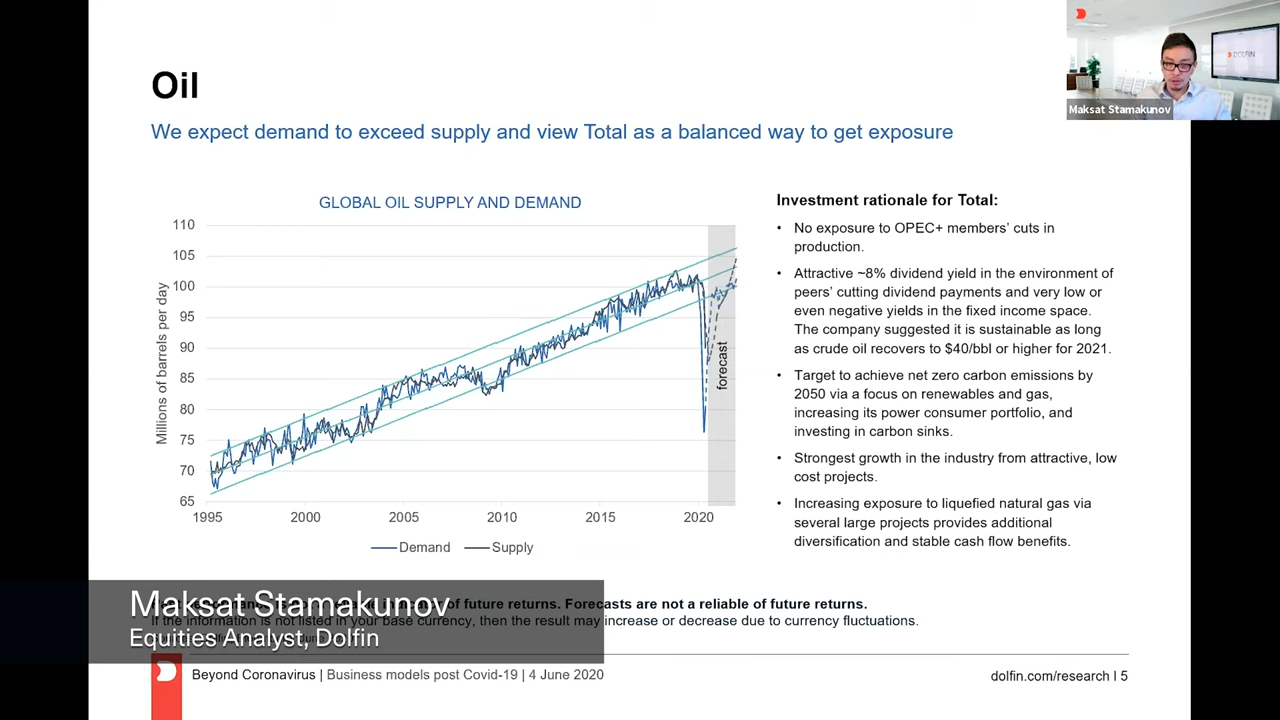 Oil
We expect demand to exceed supply and view Total as a balanced way to get exposure
Maksat Stamakunov
DOLFIN
GLOBAL OIL SUPPLY AND DEMAND
Millions of barrels per day
110
105
100
95
90
85
80
75
70
65
1995
2000
2005
2010
2015
2020
forecast
Demand
Supply
Investment rationale for Total:
• No exposure to OPEC+ members' cuts in
production.
• Attractive ~8% dividend yield in the environment of
peers' cutting dividend payments and very low or
even negative yields in the fixed income space.
The company suggested it is sustainable as long
as crude oil recovers to $40/bbl or higher for 2021.
• Target to achieve net zero carbon emissions by
2050 via a focus on renewables and gas,
increasing its power consumer portfolio, and
investing in carbon sinks.
• Strongest growth in the industry from attractive, low
cost projects.
• Increasing exposure to liquefied natural gas via
several large projects provides additional
diversification and stable cash flow benefits.
Maksat Stamakunov
Equities Analyst, Dolfin
of future returns. Forecasts are not a reliable of future returns.
If the information is not listed in your base currency, then the result may increase or decrease due to currency fluctuations.
Beyond Coronavirus | Business models post Covid-19 | 4 June 2020
dolfin.com/research | 5